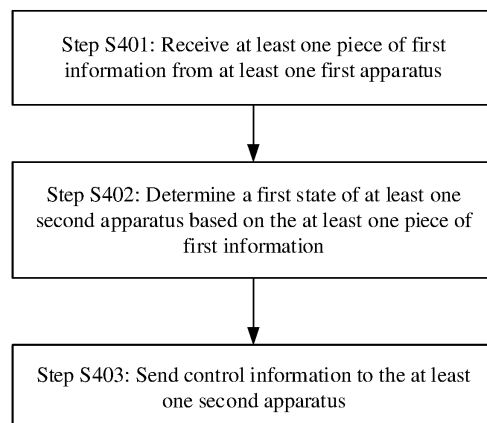 Step S401: Receive at least one piece of first
information from at least one first apparatus
Step S402: Determine a first state of at least one
second apparatus based on the at least one piece of
first information
Step S403: Send control information to the at least
one second apparatus